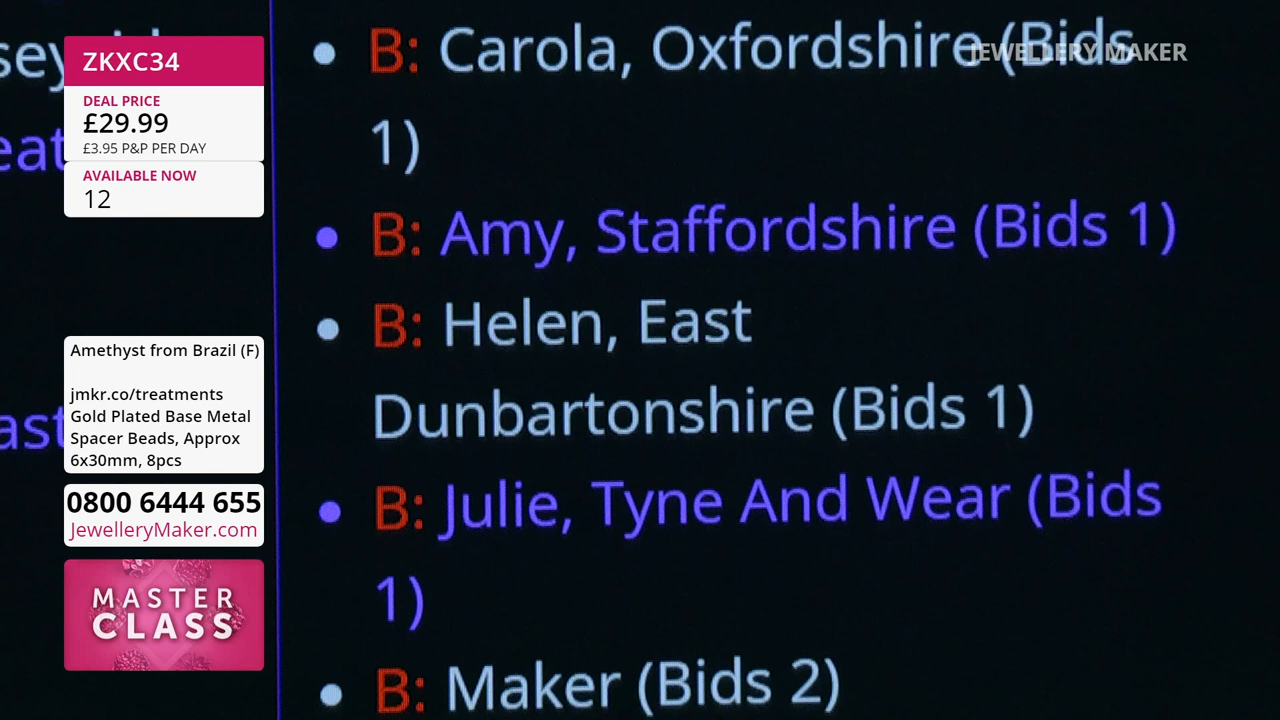 ZKXC34
DEAL PRICE
£29.99
£3.95 P&P PER DAY
AVAILABLE NOW
12
Amethyst from Brazil (F)
jmkr.co/treatments
Gold Plated Base Metal
Spacer Beads, Approx
6x30mm, 8pcs
0800 6444 655
JewelleryMaker.com
MASTER
CLASS
JEWELLERY MAKER
• B: Carola, Oxfordshire (Bids
1)
• B: Amy, Staffordshire (Bids 1)
• B: Helen, East
Dunbartonshire (Bids 1)
• B: Julie, Tyne And Wear (Bids
1)
• B: Maker (Bids 2)